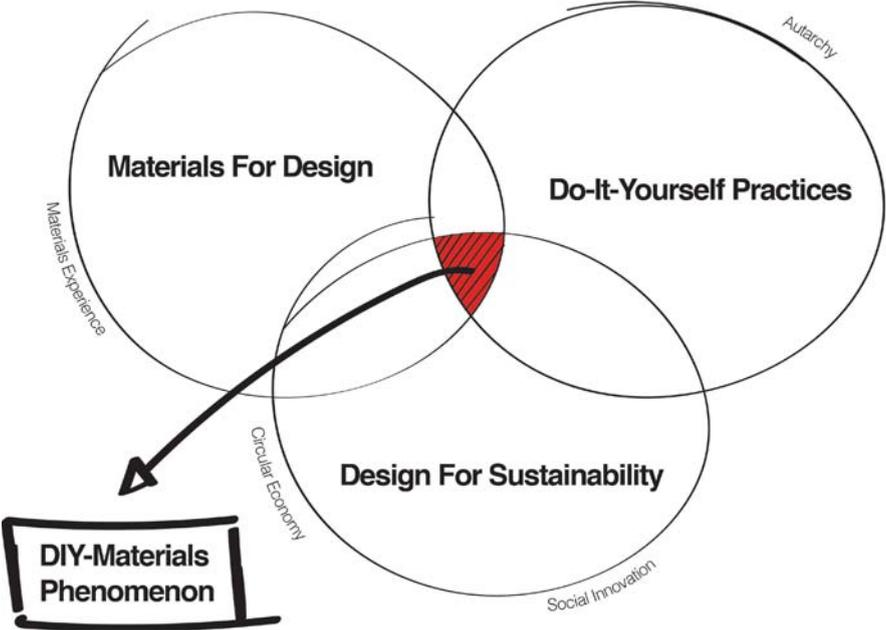 Autarchy
Materials For Design
Do-It-Yourself Practices
Materials Experience
Circular Economy
Design For Sustainability
DIY-Materials
Phenomenon
Social Innovation